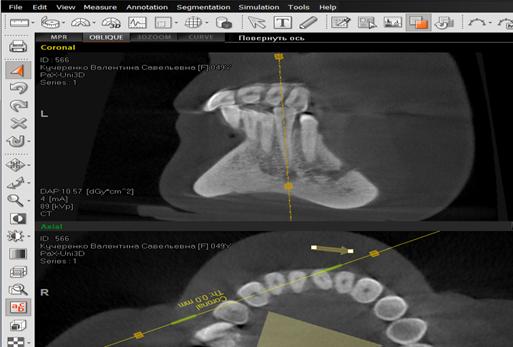 File Edit View Measure Annotation Segmentation Simulation Tools Help
MPR OBLIQUE 3DZOOM CURVE Повернуть ось
Coronal
ID : 566
Кучеренко Валентина Савельевна [F] 049Y
PaX-Uni3D
Series : 1
L
DAP:10.57 [dGy*cm^2]
4 [mA]
89 [kVp]
CT
Axial
ID : 566
Кучеренко Валентина Савельевна [F] 049Y
PaX-Uni3D
Series : 1
Coronal
Th: 0.0 mm
R